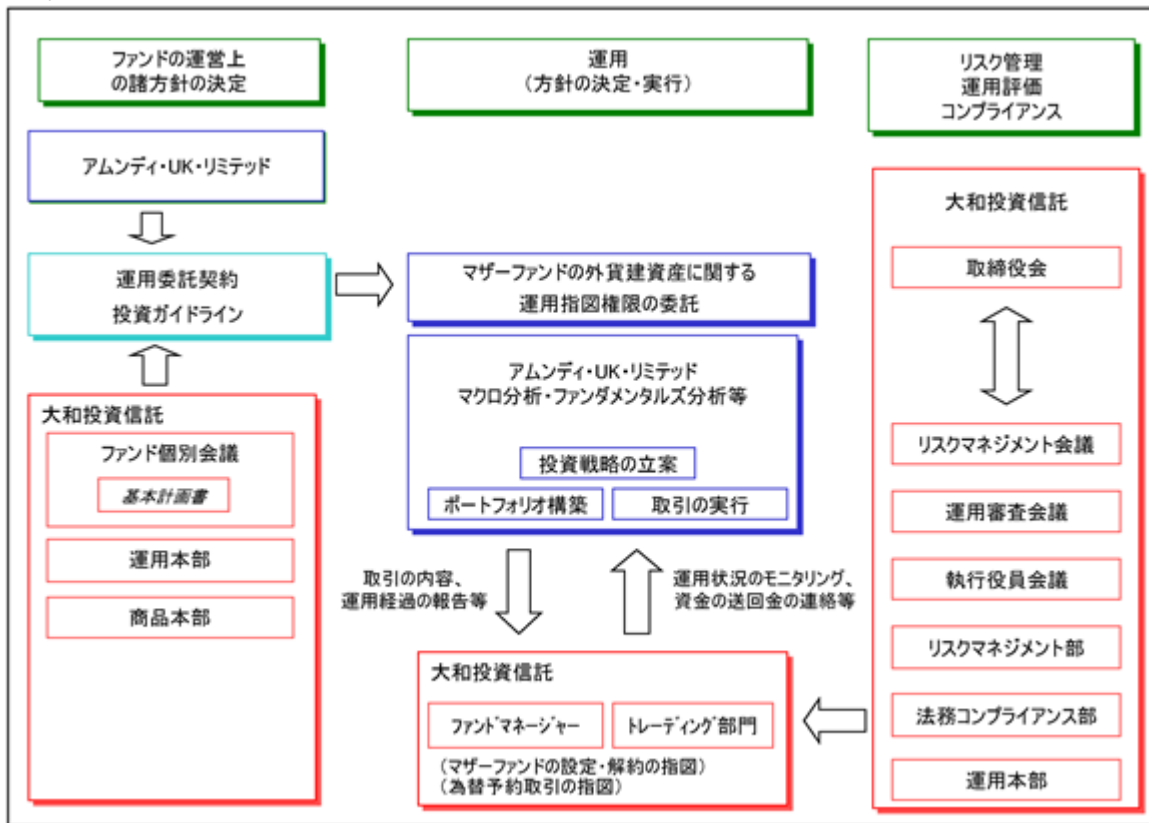 ファンドの運営上
の諸方針の決定
運用
(方針の決定・実行)
リスク管理
運用評価
コンプライアンス
アムンディ・UK・リミテッド
運用委託契約
投資ガイドライン
マザーファンドの外貨建資産に関する
運用指図権限の委託
アムンディ・UK・リミテッド
マクロ分析・ファンダメンタルズ分析等
投資戦略の立案
ポートフォリオ構築
取引の実行
大和投資信託
ファンド個別会議
基本計画書
運用本部
商品本部
取引の内容、
運用経過の報告等
運用状況のモニタリング、
資金の送回金の連絡等
大和投資信託
ファンドマネージャー
トレーディング部門
(マザーファンドの設定・解約の指図)
(為替予約取引の指図)
大和投資信託
取締役会
リスクマネジメント会議
運用審査会議
執行役員会議
リスクマネジメント部
法務コンプライアンス部
運用本部